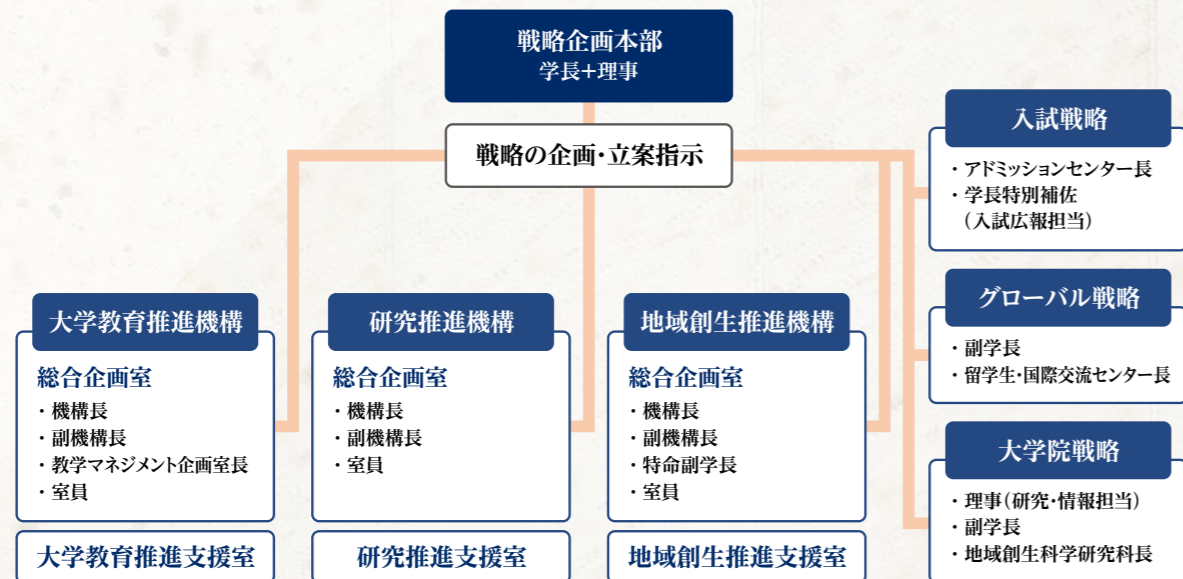 戦略企画本部
学長+理事
戦略の企画・立案指示
大学教育推進機構
総合企画室
・機構長
・副機構長
・教学マネジメント企画室長
・室員
大学教育推進支援室
研究推進機構
総合企画室
・機構長
・副機構長
・室員
研究推進支援室
地域創生推進機構
総合企画室
・機構長
・副機構長
・特命副学長
・室員
地域創生推進支援室
入試戦略
・アドミッションセンター長
・学長特別補佐
（入試広報担当）
グローバル戦略
・副学長
・留学生・国際交流センター長
大学院戦略
・理事（研究・情報担当）
・副学長
・地域創生科学研究科長